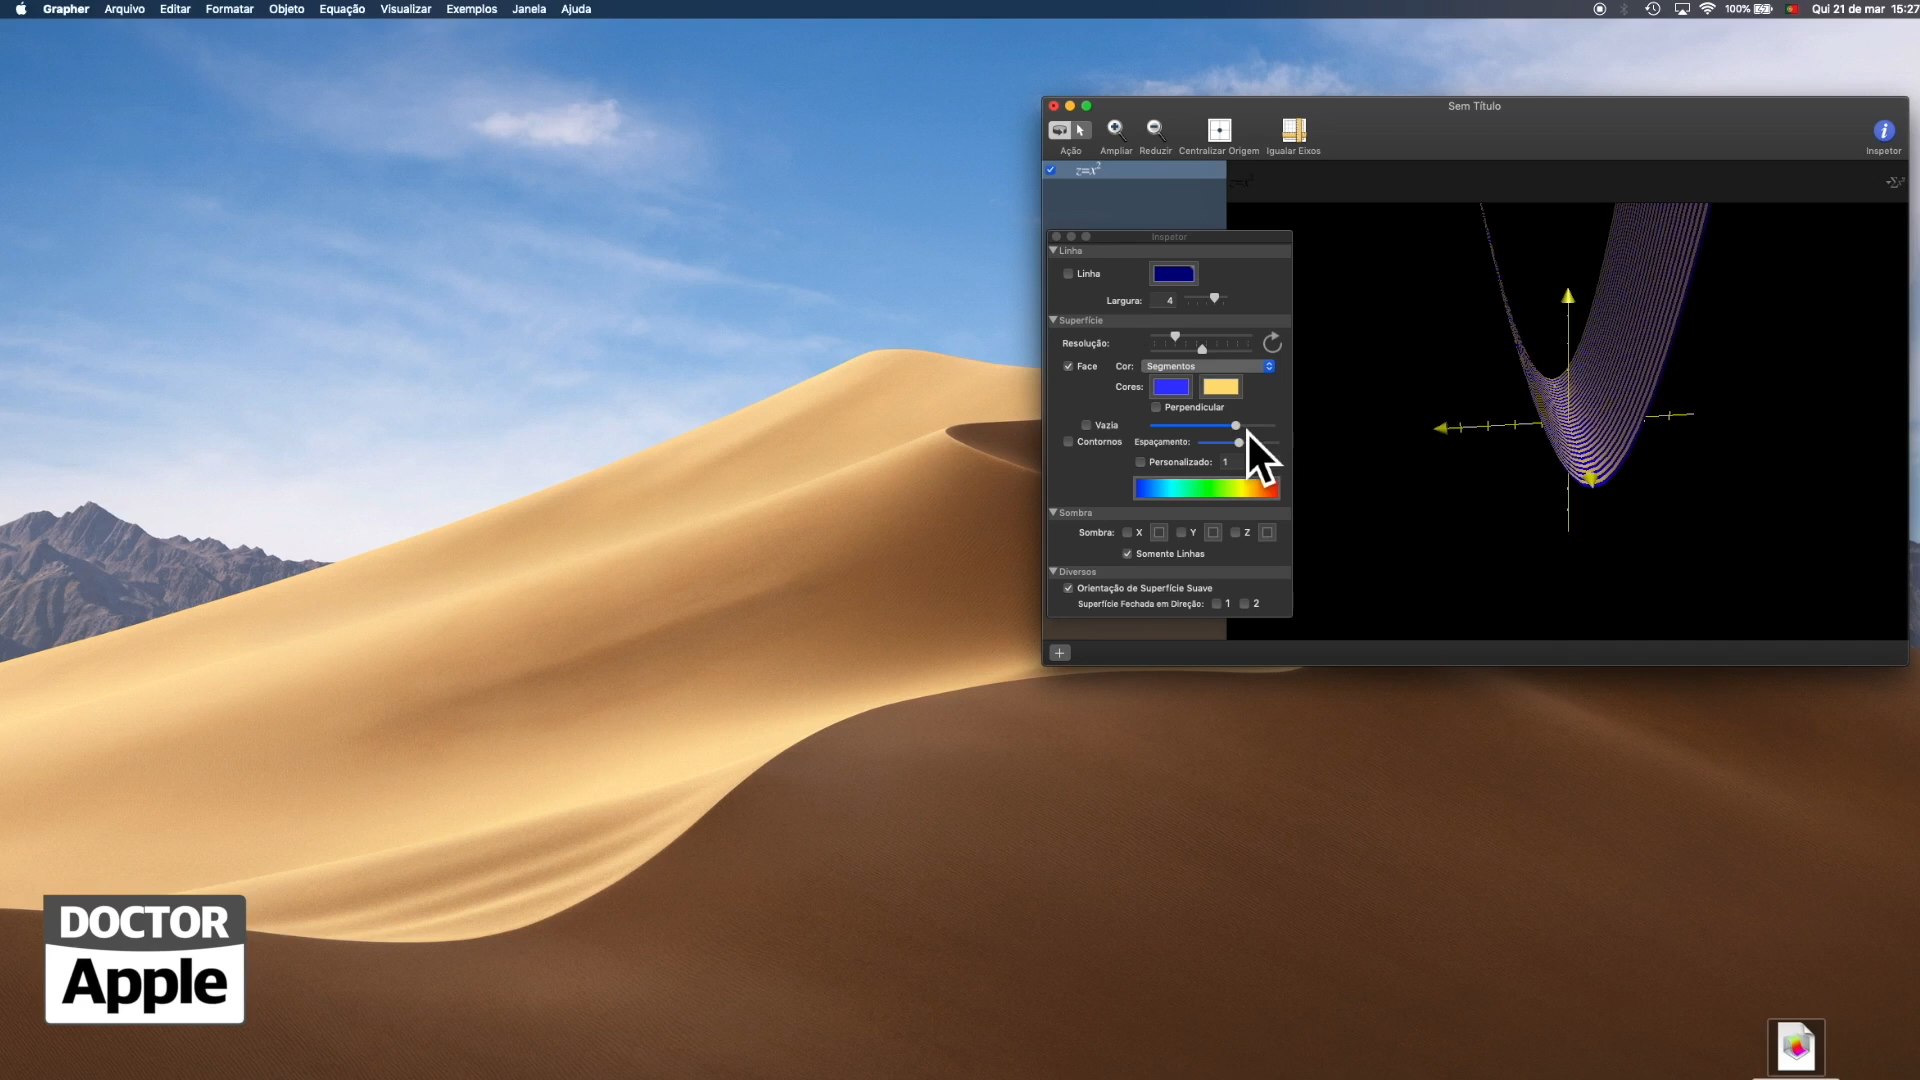 Grapher Arquivo Editar Formatar Objeto Equação Visualizar Exemplos Janela Ajuda 100% Qui 21 de mar 15:27
Sem Título
Ação Ampliar Reduzir Centralizar Origem Igualar Eixos Inspetor
z=x²
z=x²
Inspetor
Linha
Linha
Largura: 4
Superfície
Resolução:
Face Cor: Segmentos
Cores:
Perpendicular
Vazia
Contornos Espaçamento:
Personalizado: 1
Sombra
Sombra: X Y Z
Somente Linhas
Diversos
Orientação de Superfície Suave
Superfície Fechada em Direção: 1 2
DOCTOR
Apple